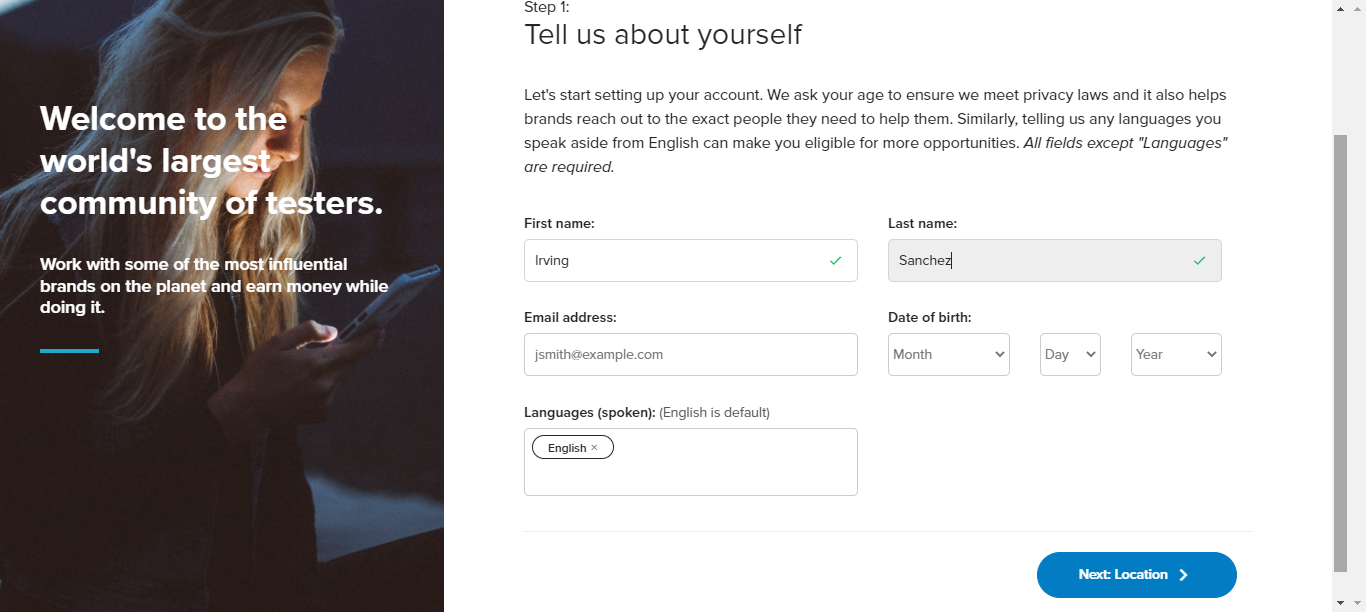 Welcome to the
world's largest
community of testers.
Work with some of the most influential
brands on the planet and earn money while
doing it.
Step 1:
Tell us about yourself
Let's start setting up your account. We ask your age to ensure we meet privacy laws and it also helps
brands reach out to the exact people they need to help them. Similarly, telling us any languages you
speak aside from English can make you eligible for more opportunities. All fields except "Languages"
are required.
First name:
Last name:
Irving
Sanchez
Email address:
Date of birth:
jsmith@example.com
Month
Day
Year
Languages (spoken): (English is default)
English ×
Next: Location